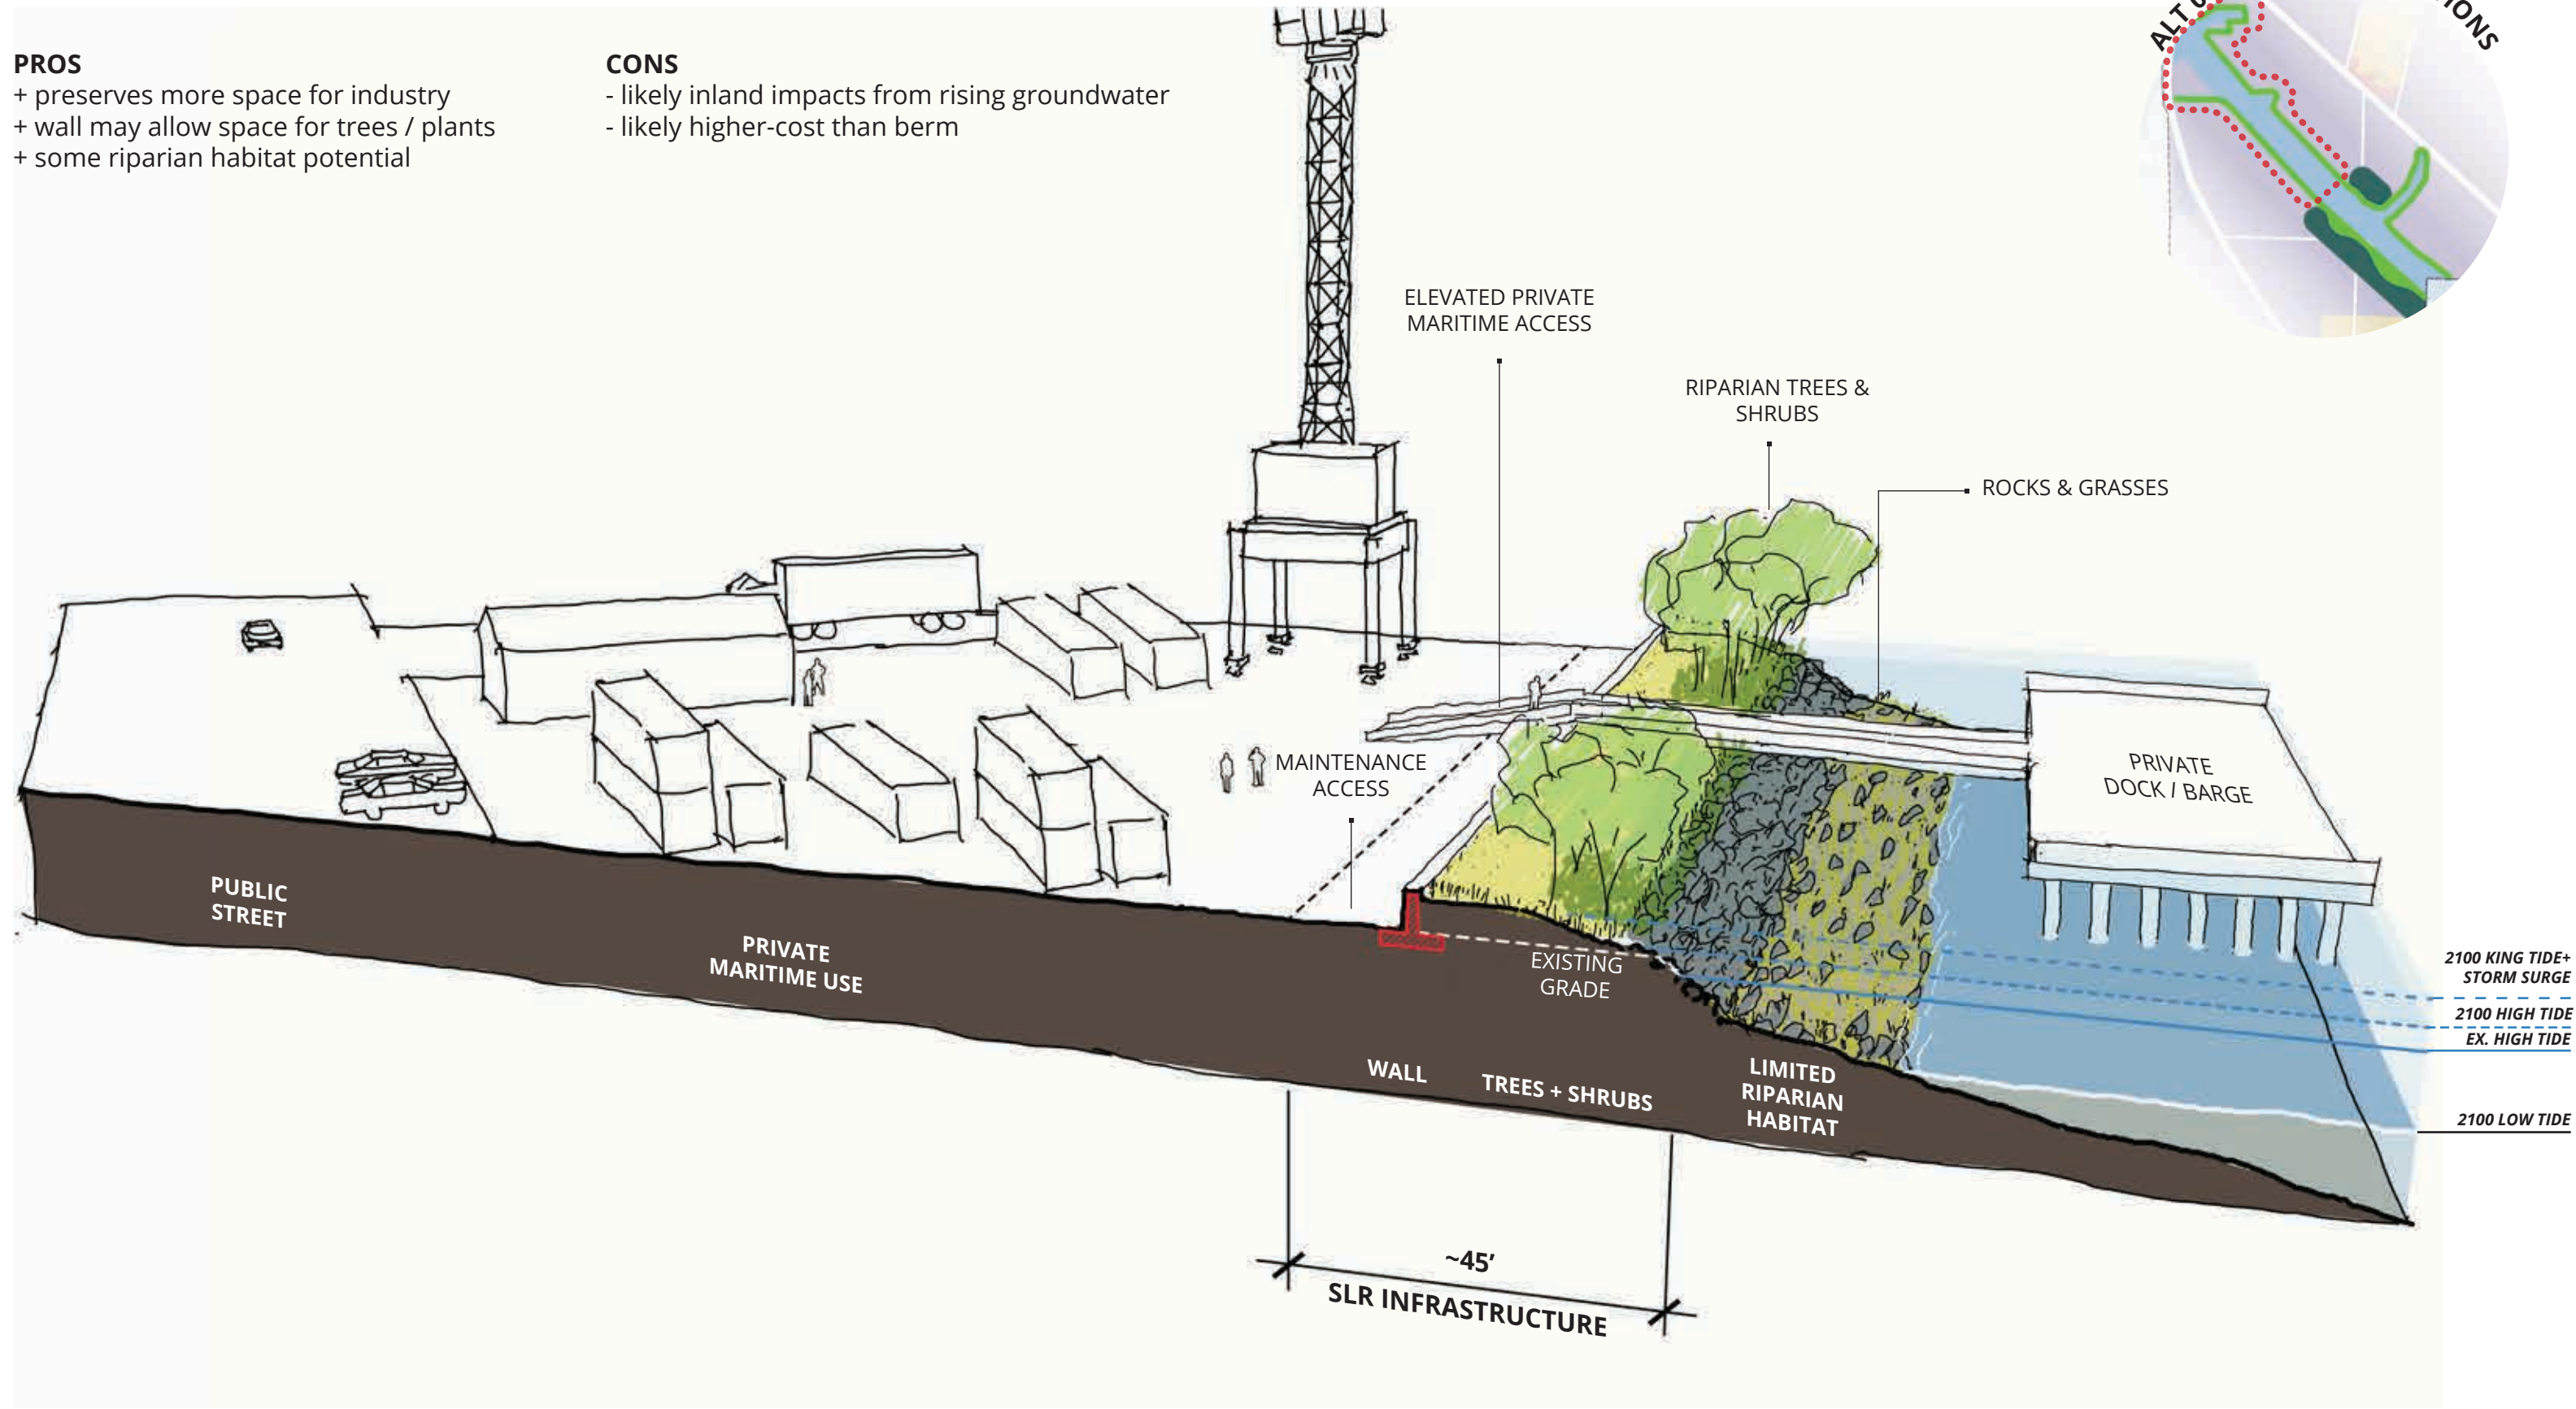 PROS
+ preserves more space for industry
+ wall may allow space for trees / plants
+ some riparian habitat potential
CONS
- likely inland impacts from rising groundwater
- likely higher-cost than berm
ALT
ELEVATED PRIVATE
MARITIME ACCESS
RIPARIAN TREES &
SHRUBS
ROCKS & GRASSES
MAINTENANCE
ACCESS
PRIVATE
DOCK / BARGE
PUBLIC
STREET
PRIVATE
MARITIME USE
EXISTING
GRADE
WALL
TREES + SHRUBS
LIMITED
RIPARIAN
HABITAT
2100 KING TIDE+
STORM SURGE
2100 HIGH TIDE
EX. HIGH TIDE
2100 LOW TIDE
~45'
SLR INFRASTRUCTURE